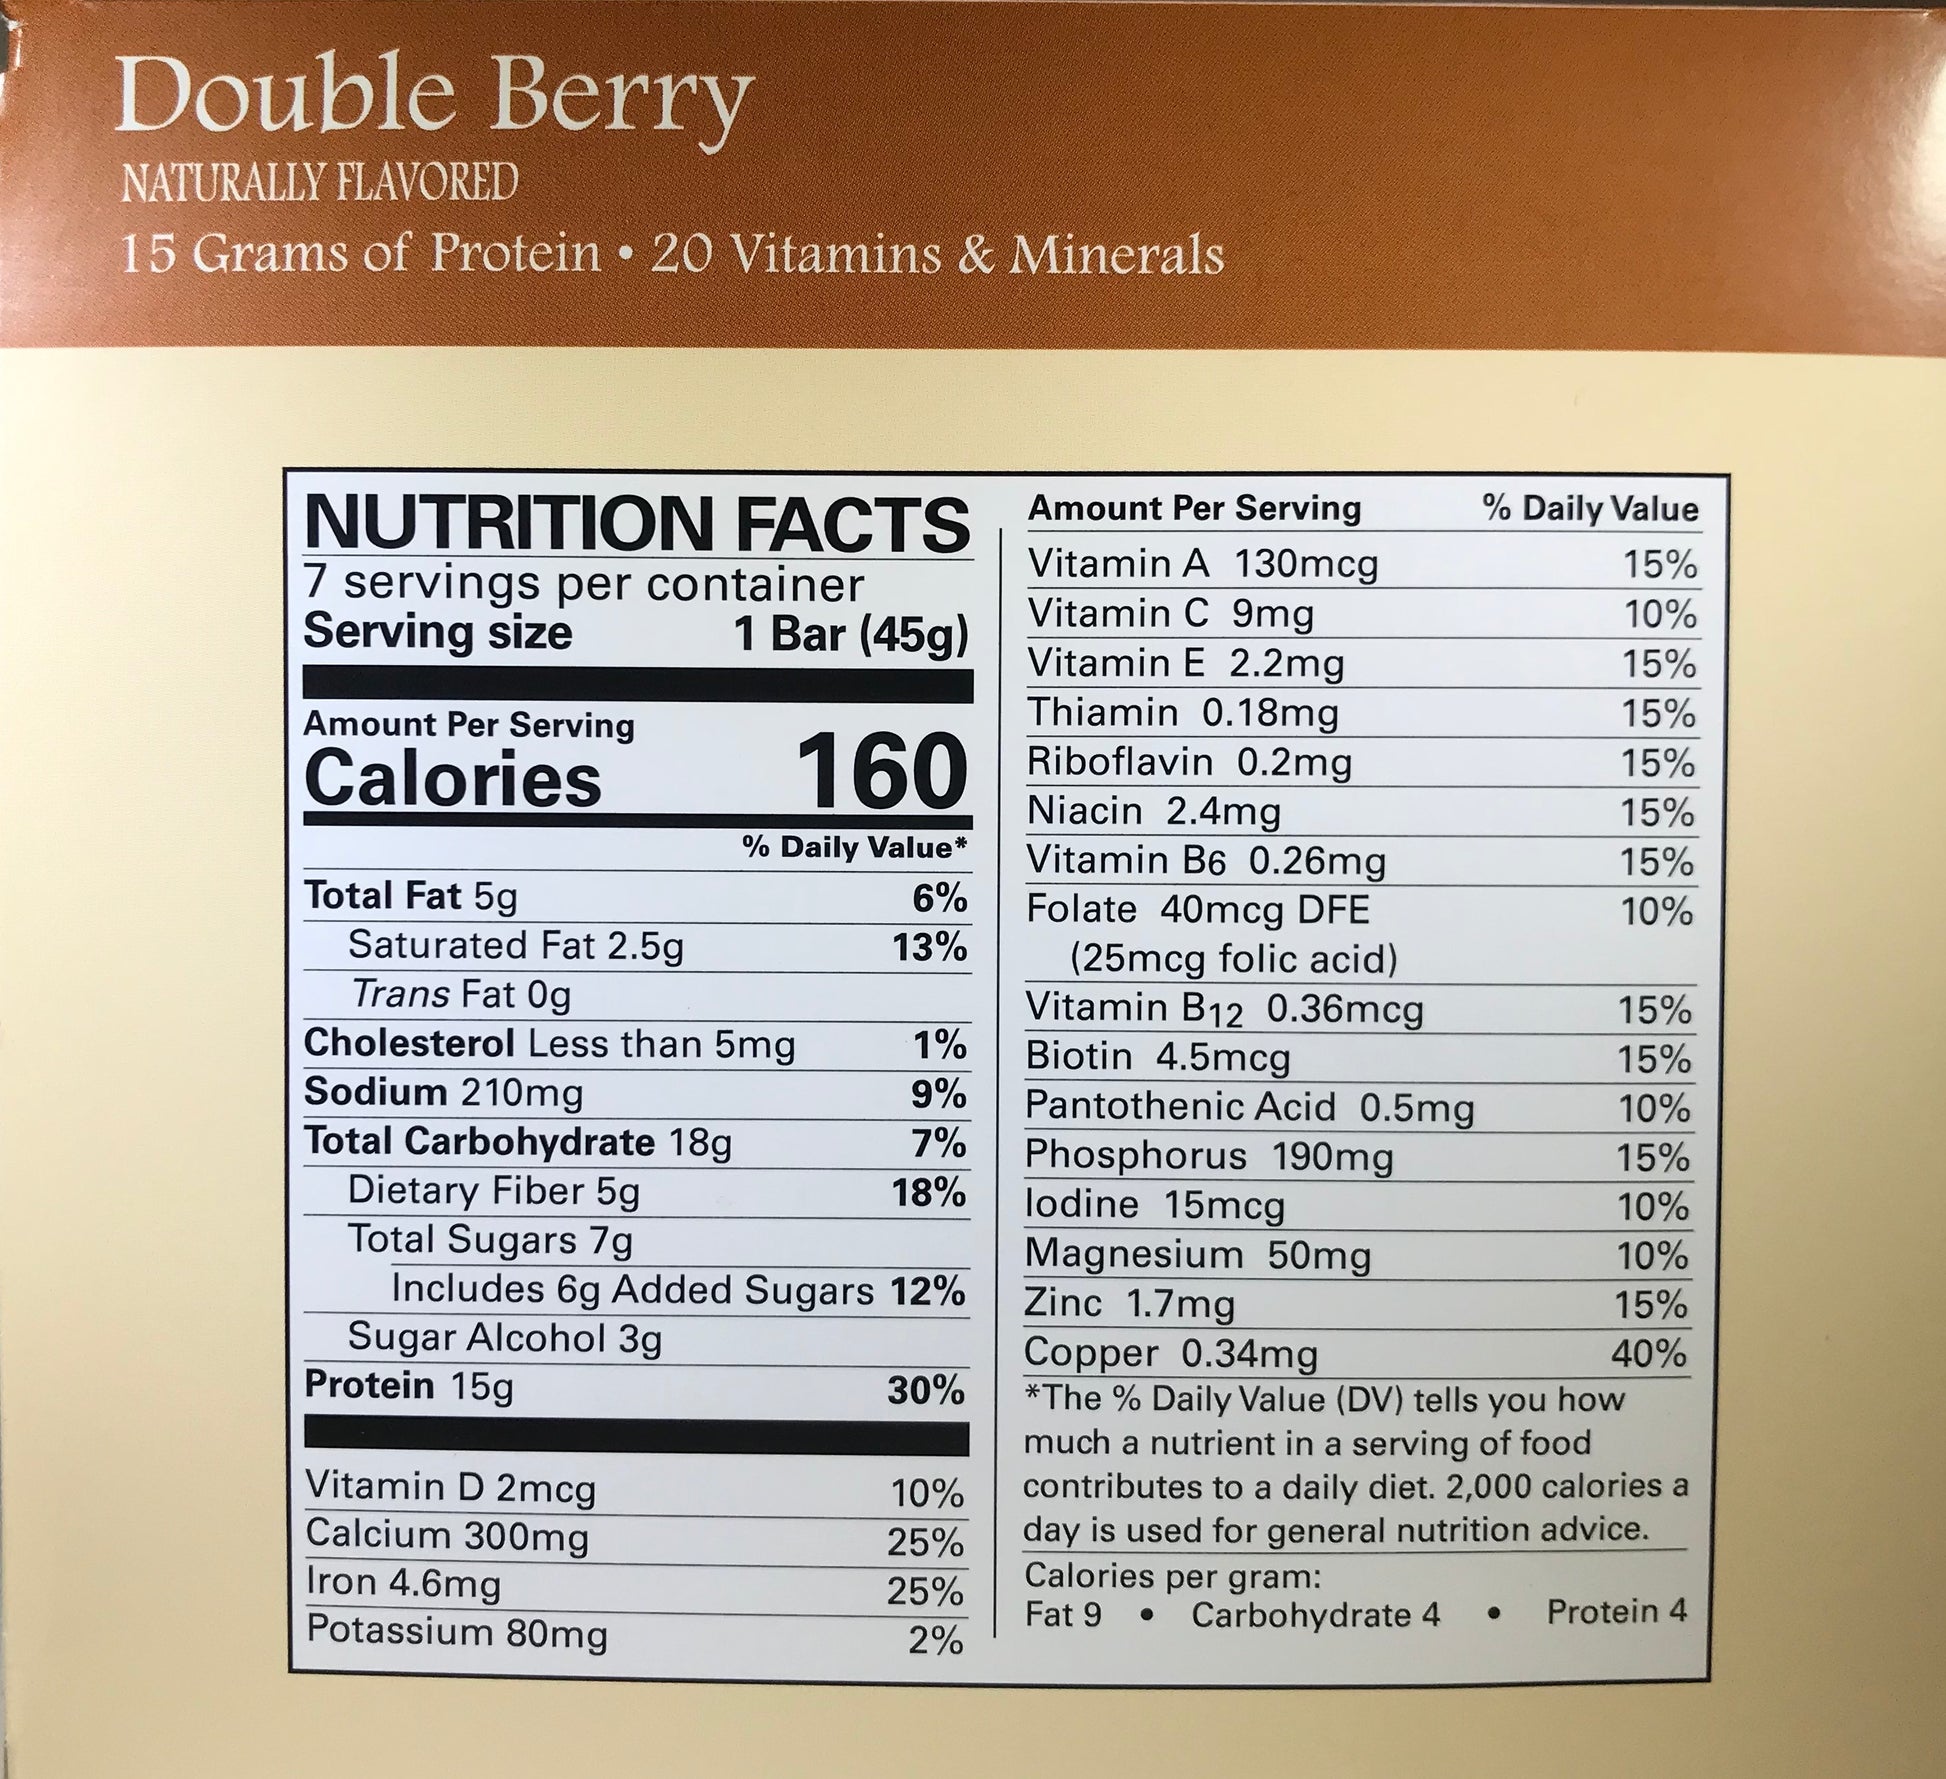 Double Berry
NATURALLY FLAVORED
15 Grams of Protein • 20 Vitamins & Minerals
NUTRITION FACTS
7 servings per container
Serving size 1 Bar (45g)
Amount Per Serving
Calories 160
% Daily Value*
Total Fat 5g 6%
Saturated Fat 2.5g 13%
Trans Fat 0g
Cholesterol Less than 5mg 1%
Sodium 210mg 9%
Total Carbohydrate 18g 7%
Dietary Fiber 5g 18%
Total Sugars 7g
Includes 6g Added Sugars 12%
Sugar Alcohol 3g
Protein 15g 30%
Vitamin D 2mcg 10%
Calcium 300mg 25%
Iron 4.6mg 25%
Potassium 80mg 2%
Amount Per Serving % Daily Value
Vitamin A 130mcg 15%
Vitamin C 9mg 10%
Vitamin E 2.2mg 15%
Thiamin 0.18mg 15%
Riboflavin 0.2mg 15%
Niacin 2.4mg 15%
Vitamin B6 0.26mg 15%
Folate 40mcg DFE 10%
(25mcg folic acid)
Vitamin B12 0.36mcg 15%
Biotin 4.5mcg 15%
Pantothenic Acid 0.5mg 10%
Phosphorus 190mg 15%
Iodine 15mcg 10%
Magnesium 50mg 10%
Zinc 1.7mg 15%
Copper 0.34mg 40%
*The % Daily Value (DV) tells you how
much a nutrient in a serving of food
contributes to a daily diet. 2,000 calories a
day is used for general nutrition advice.
Calories per gram:
Fat 9 • Carbohydrate 4 • Protein 4